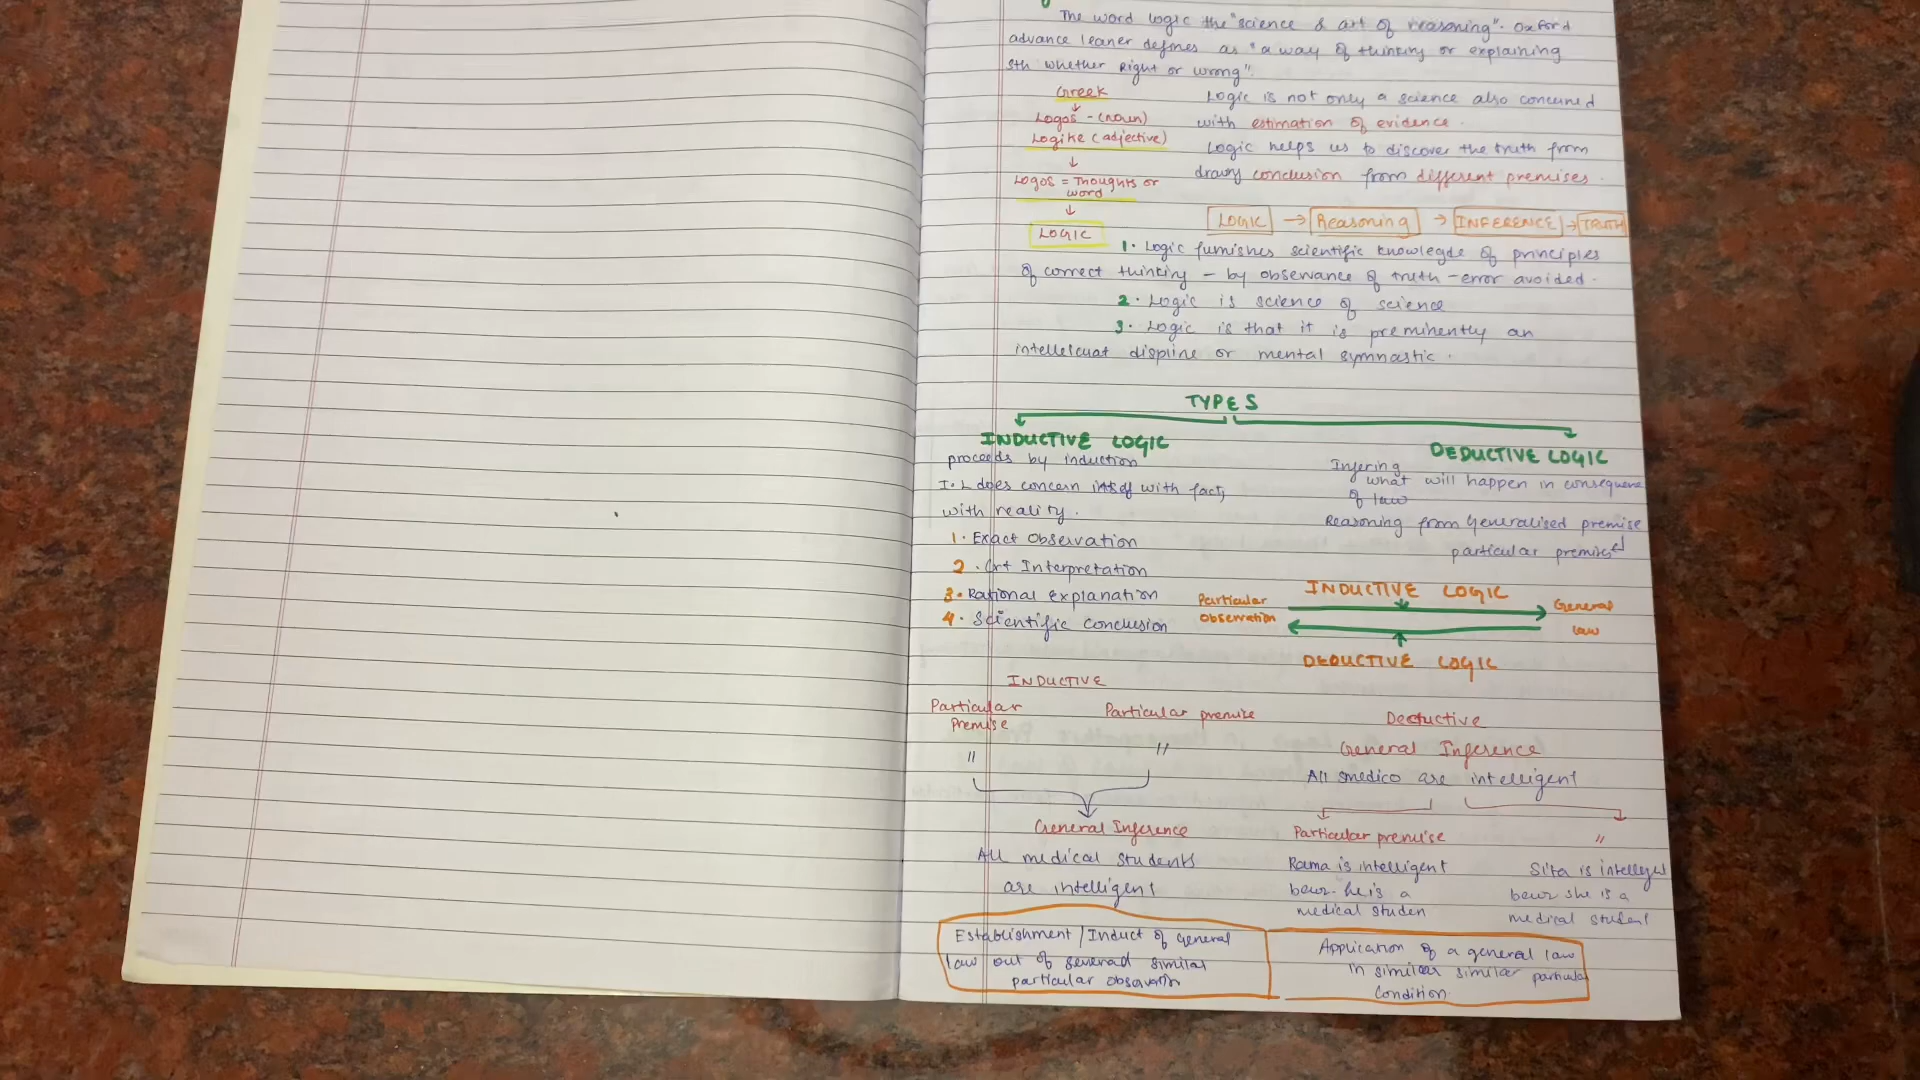 The word logic the "science & art of reasoning". Oxford
advance leaner defines as "a way of thinking or explaining
sth whether Right or wrong".
Greek
Logos - (noun)
Logike (adjective)
Logos = Thoughts or
word
LOGIC
Logic is not only a science also concerned
with estimation of evidence.
Logic helps us to discover the truth from
drawg conclusion from different premises.
LOGIC → Reasoning → INFERENCE → TRUTH
1. Logic furnishes scientific knowlegde of principles
of correct thinking - by observance of truth - error avoided.
2. Logic is science of science
3. Logic is that it is preminently an
intellelcuat displine or mental symnastic.
TYPES
INDUCTIVE LOGIC
proceeds by induction
I.L does concern itself with fact,
with reality.
1. Exact Observation
2. Crt Interpretation
3. Rational explanation
4. Scientific conclusion
DEDUCTIVE LOGIC
Infering
what will happen in consequence
of law
Reasoning from Generalised premise
particular premised
INDUCTIVE LOGIC
Particular
observation
General
law
DEDUCTIVE LOGIC
INDUCTIVE
Particular
Premise
Particular premise
"
"
General Inference
All medical students
are intelligent
Deductive
General Inference
All medico are intelligent
Particular premise
"
Rama is intelligent
becuz. he is a
medical studen
Sita is intellegent
becuz she is a
medical student
Establishment / Induct of General
law out of several similar
particular observation
Application of a general law
in similar similar particular
Condition.